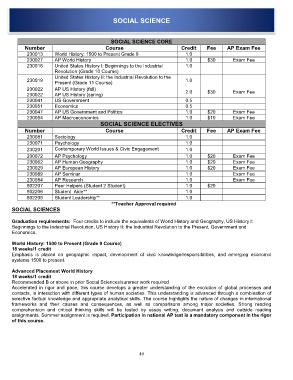 SOCIAL SCIENCE
SOCIAL SCIENCE CORE
Number Course Credit Fee AP Exam Fee
230013 World History, 1500 to Present Grade 9 1.0
230027 AP World History 1.0 $30 Exam Fee
230018 United States History I: Beginnings to the Industrial Revolution (Grade 10 Course) 1.0
230019 United States History II: the Industrial Revolution to the Present (Grade 11 Course) 1.0
230022 AP US History (fall)
230022 AP US History (spring) 2.0 $30 Exam Fee
230041 US Government 0.5
230051 Economics 0.5
230047 AP US Government and Politics 1.0 $20 Exam Fee
230054 AP Macroeconomics 1.0 $10 Exam Fee
SOCIAL SCIENCE ELECTIVES
Number Course Credit Fee AP Exam Fee
230061 Sociology 1.0
230071 Psychology 1.0
230201 Contemporary World Issues & Civic Engagement 1.0
230072 AP Psychology 1.0 $20 Exam Fee
230062 AP Human Geography 1.0 $20 Exam Fee
230029 AP European History 1.0 $20 Exam Fee
230989 AP Seminar 1.0 Exam Fee
230984 AP Research 1.0 Exam Fee
802207 Peer Helpers (Student 2 Student) 1.0 $20
802206 Student Aide** 1.0
802205 Student Leadership** 1.0
**Teacher Approval required
SOCIAL SCIENCES
Graduation requirements: Four credits to include the equivalents of World History and Geography, US History I:
Beginnings to the Industrial Revolution, US History II: the Industrial Revolution to the Present, Government and
Economics.
World History: 1500 to Present (Grade 9 Course)
18 weeks/1 credit
Emphasis is placed on geographic impact, development of civic knowledge/responsibilities, and emerging economic
systems 1500 to present.
Advanced Placement World History
18 weeks/1 credit
Recommended B or above in prior Social Sciences/summer work required
Accelerated in rigor and pace, this course develops a greater understanding of the evolution of global processes and
contacts, in interaction with different types of human societies. This understanding is advanced through a combination of
selective factual knowledge and appropriate analytical skills. The course highlights the nature of changes in international
frameworks and their causes and consequences, as well as comparisons among major societies. Strong reading
comprehension and critical thinking skills will be tested by essay writing, document analysis and outside reading
assignments. Summer assignment is required. Participation in national AP test is a mandatory component in the rigor
of this course.